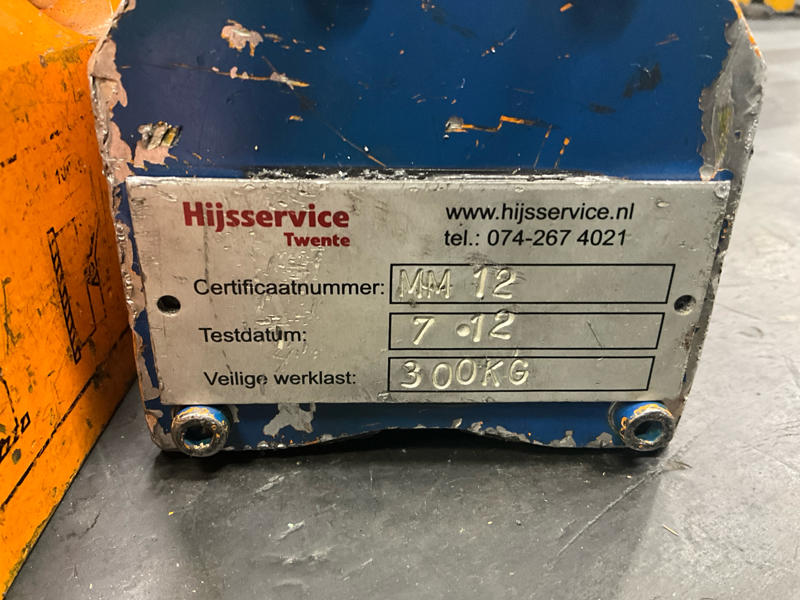 Hijsservice
Twente
www.hijsservice.nl
tel.: 074-267 4021
Certificaatnummer: MM 12
Testdatum: 7 • 12
Veilige werklast: 300KG